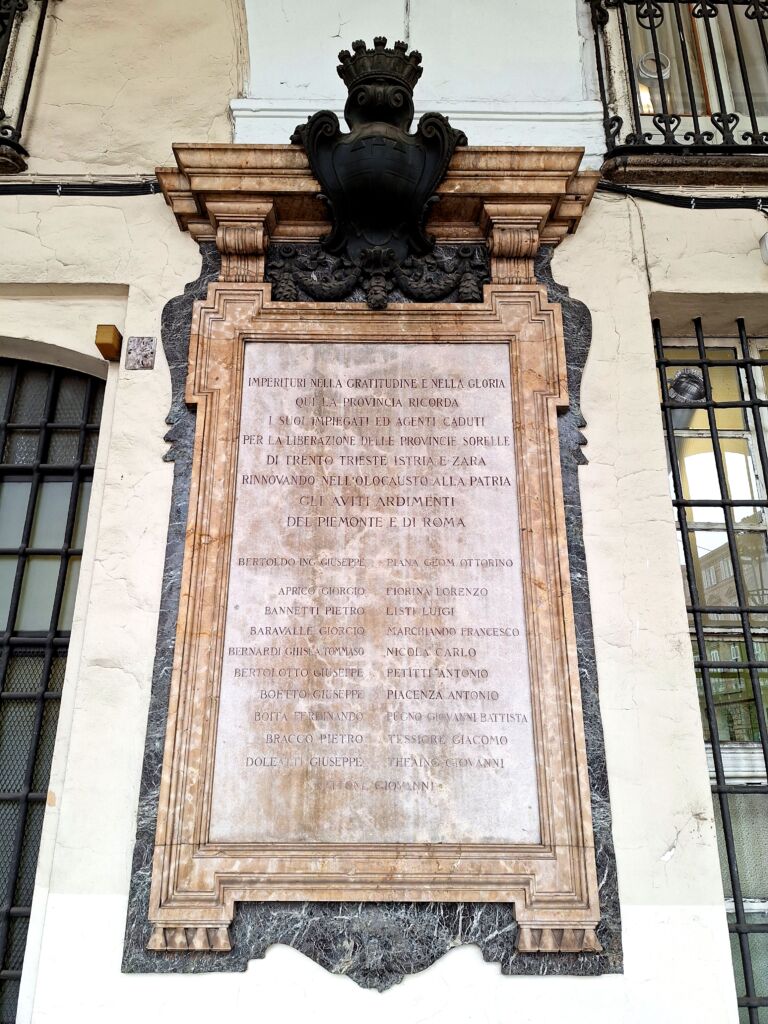 IMPERITURI NELLA GRATITUDINE E NELLA GLORIA
QUI LA PROVINCIA RICORDA
I SUOI IMPIEGATI ED AGENTI CADUTI
PER LA LIBERAZIONE DELLE PROVINCIE SORELLE
DI TRENTO TRIESTE ISTRIA E ZARA
RINNOVANDO NELL'OLOCAUSTO ALLA PATRIA
GLI AVITI ARDIMENTI
DEL PIEMONTE E DI ROMA
BERTOLDO ING. GIUSEPPE PIANA GEOM. OTTORINO
APRICO GIORGIO FIORINA LORENZO
BANNETTI PIETRO LISTI LUIGI
BARAVALLE GIORGIO MARCHIANDO FRANCESCO
BERNARDI GHISLA TOMMASO NICOLA CARLO
BERTOLOTTO GIUSEPPE PETITTI ANTONIO
BOETTO GIUSEPPE PIACENZA ANTONIO
BOITA FERDINANDO PUGNO GIOVANNI BATTISTA
BRACCO PIETRO TESSIORE GIACOMO
GIUSEPPE GIOVANNI
GIOVANNI